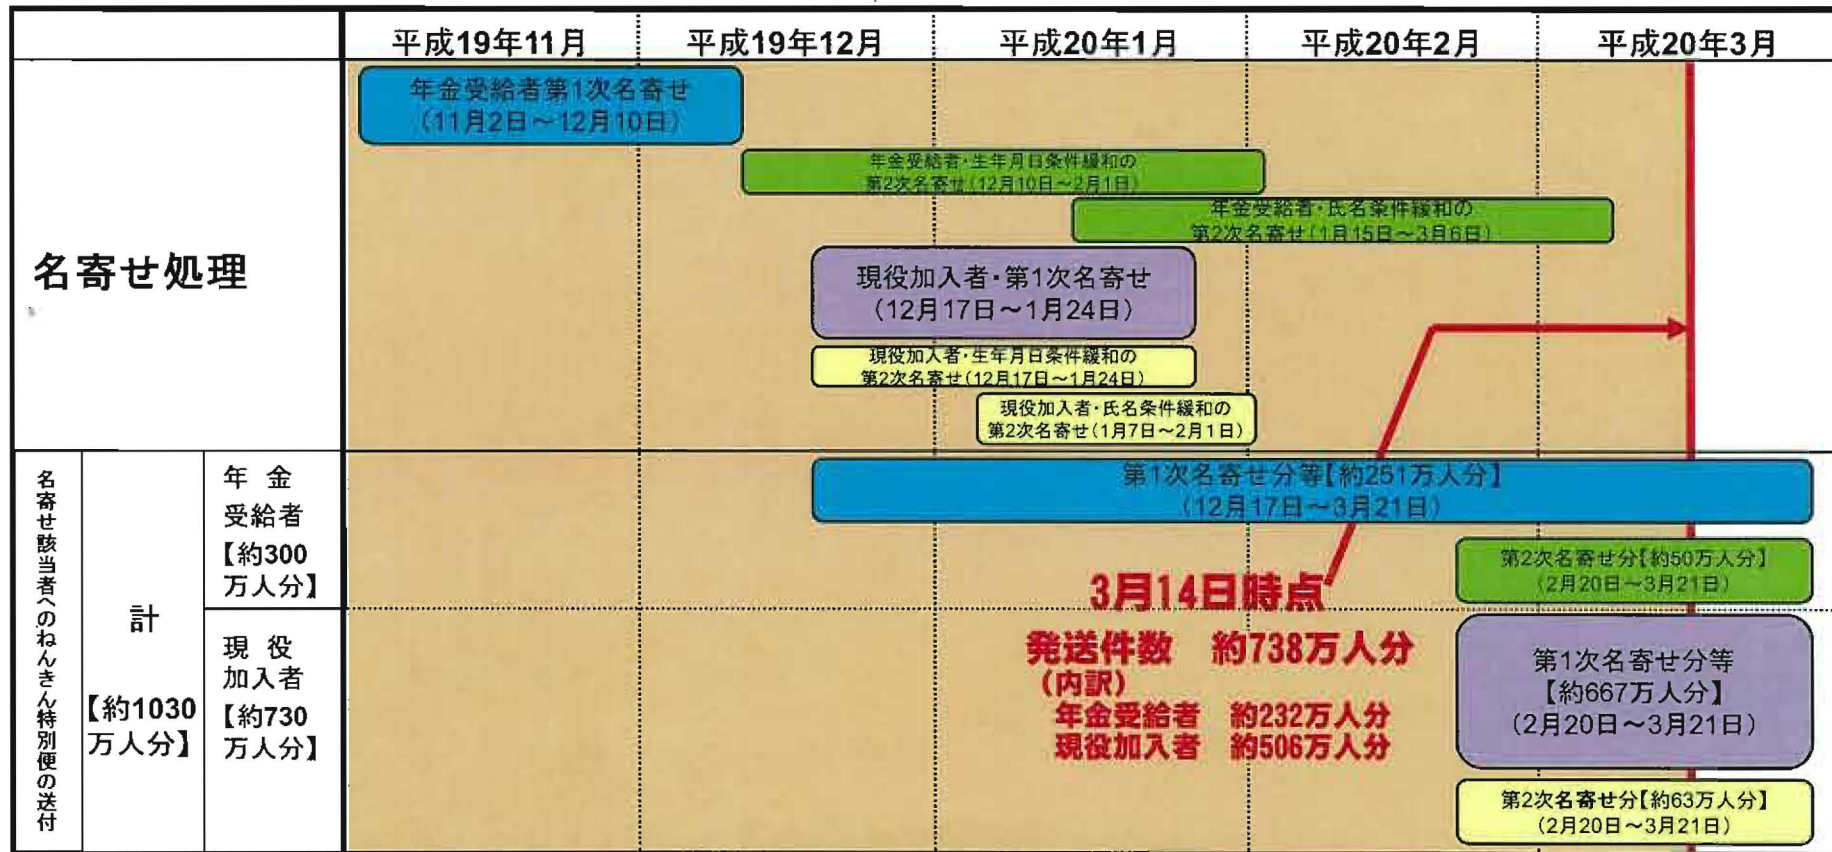 平成19年11月
平成19年12月
平成20年1月
平成20年2月
平成20年3月
名寄せ処理
年金受給者第1次名寄せ
（11月2日～12月10日）
年金受給者・生年月日条件緩和の
第2次名寄せ（12月10日～2月1日）
年金受給者・氏名条件緩和の
第2次名寄せ（1月15日～3月6日）
現役加入者・第1次名寄せ
（12月17日～1月24日）
現役加入者・生年月日条件緩和の
第2次名寄せ（12月17日～1月24日）
現役加入者・氏名条件緩和の
第2次名寄せ（1月7日～2月1日）
名寄せ該当者へのねんきん特別便の送付
計
【約1030
万人分】
年 金
受給者
【約300
万人分】
第1次名寄せ分等【約251万人分】
（12月17日～3月21日）
第2次名寄せ分【約50万人分】
（2月20日～3月21日）
現 役
加入者
【約730
万人分】
3月14日時点
発送件数 約738万人分
（内訳）
年金受給者 約232万人分
現役加入者 約506万人分
第1次名寄せ分等
【約667万人分】
（2月20日～3月21日）
第2次名寄せ分【約63万人分】
（2月20日～3月21日）